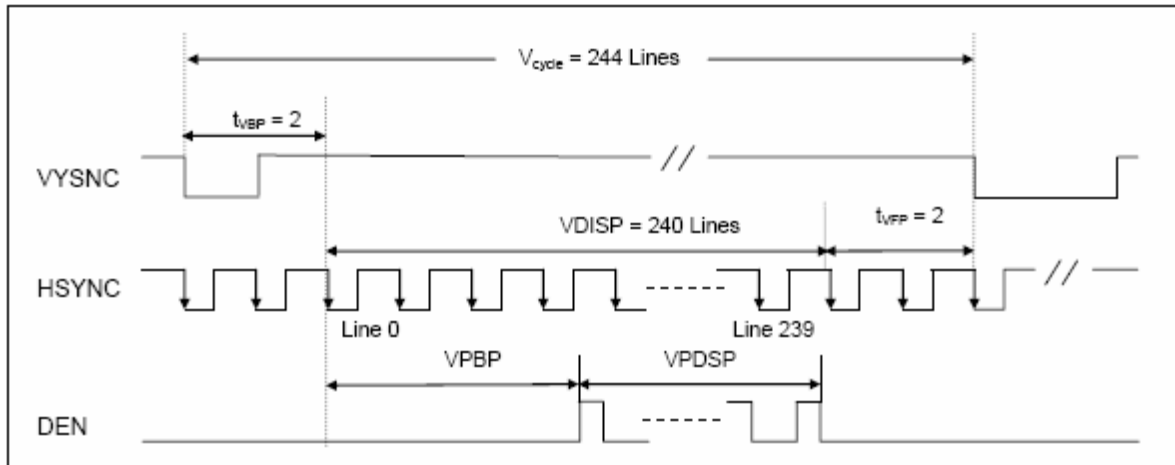 Vcycle = 244 Lines
tVBP = 2
VYSNC
VDISP = 240 Lines
tVFP = 2
HSYNC
Line 0
Line 239
VPBP
VPDSP
DEN